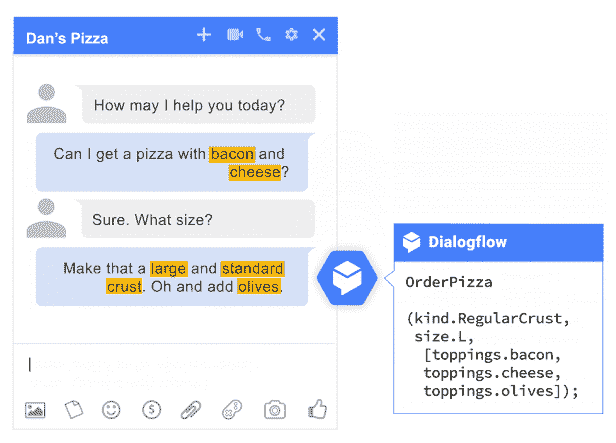 Dan's Pizza
How may I help you today?
Can I get a pizza with bacon and
cheese?
Sure. What size?
Make that a large and standard
crust. Oh and add olives.
Dialogflow
OrderPizza
(kind.RegularCrust,
size.L,
[toppings.bacon,
toppings.cheese,
toppings.olives]);